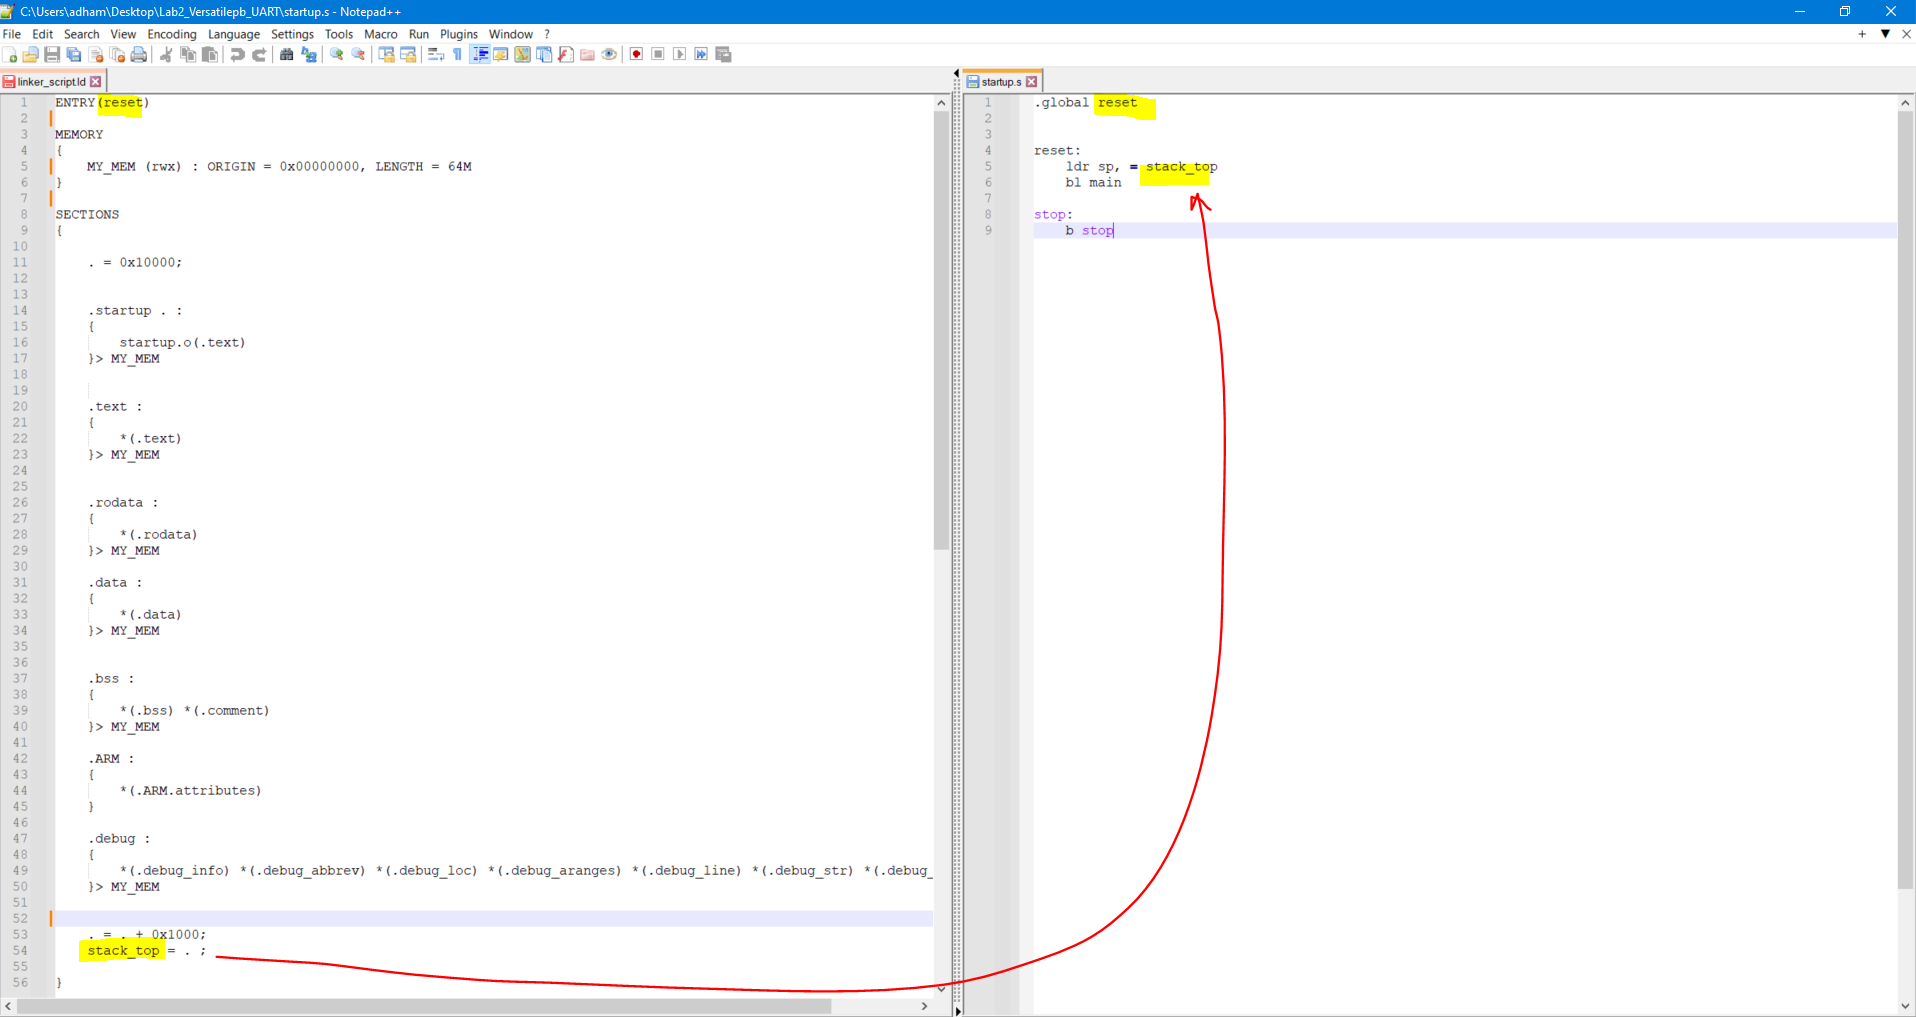 C:\Users\adham\Desktop\Lab2_Versatilepb_UART\startup.s - Notepad++
File Edit Search View Encoding Language Settings Tools Macro Run Plugins Window ?
linker_script.ld
1 ENTRY(reset)
2
3 MEMORY
4 {
5 MY_MEM (rwx) : ORIGIN = 0x00000000, LENGTH = 64M
6 }
7
8 SECTIONS
9 {
10
11 . = 0x10000;
12
13
14 .startup . :
15 {
16 startup.o(.text)
17 }> MY_MEM
18
19
20 .text :
21 {
22 *(.text)
23 }> MY_MEM
24
25
26 .rodata :
27 {
28 *(.rodata)
29 }> MY_MEM
30
31 .data :
32 {
33 *(.data)
34 }> MY_MEM
35
36
37 .bss :
38 {
39 *(.bss) *(.comment)
40 }> MY_MEM
41
42 .ARM :
43 {
44 *(.ARM.attributes)
45 }
46
47 .debug :
48 {
49 *(.debug_info) *(.debug_abbrev) *(.debug_loc) *(.debug_aranges) *(.debug_line) *(.debug_str) *(.debug_
50 }> MY_MEM
51
52
53 . = . + 0x1000;
54 stack_top = . ;
55
56 }
startup.s
1 .global reset
2
3
4 reset:
5 ldr sp, = stack_top
6 bl main
7
8 stop:
9 b stop